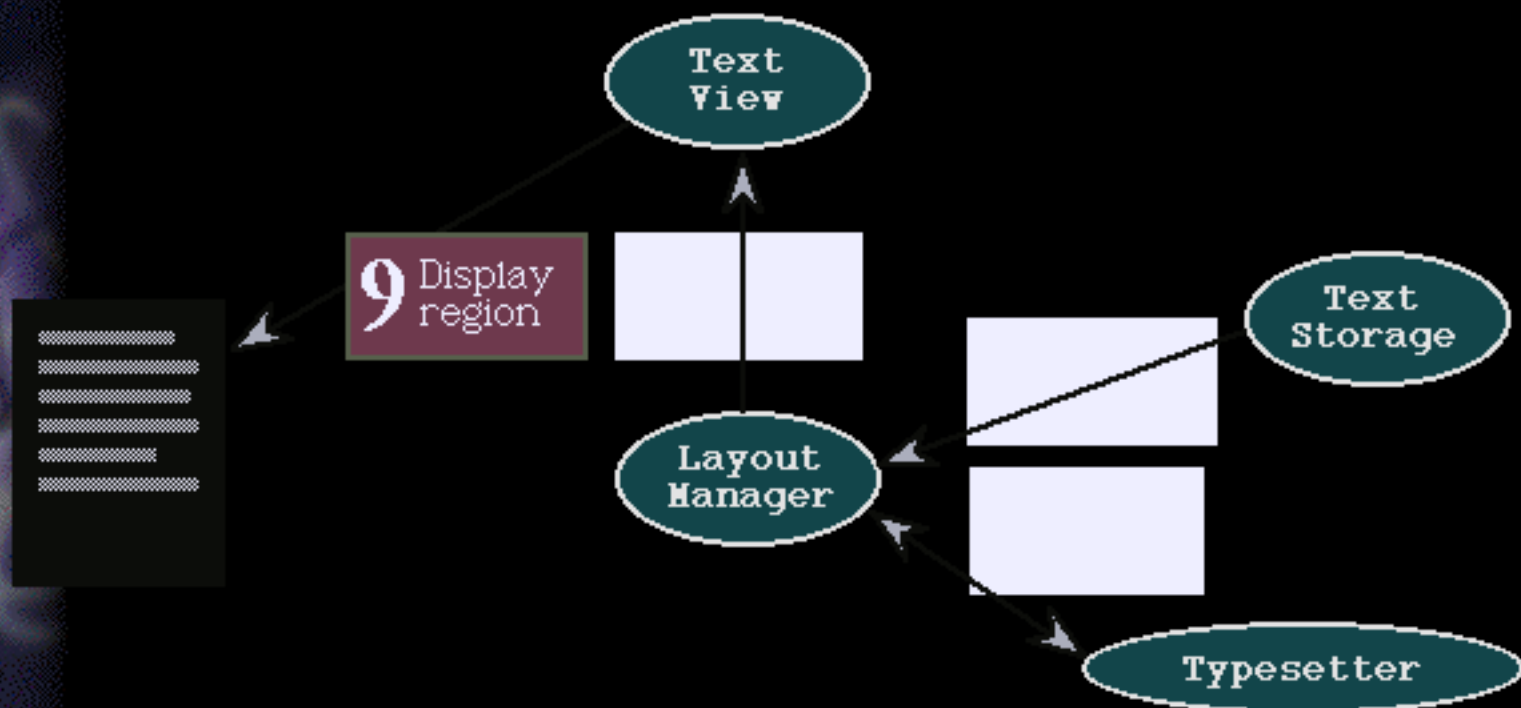 Text
View
9 Display
region
Text
Storage
Layout
Manager
Typesetter